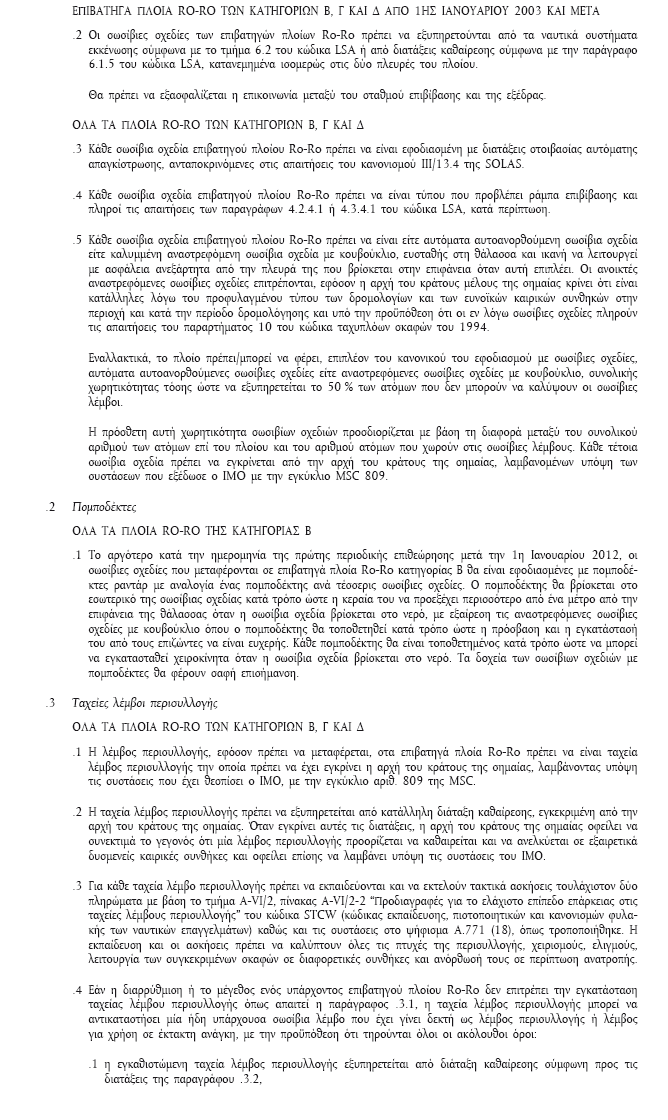 ΕΠΙΒΑΤΗΓΑ ΠΛΟΙΑ RO-RO ΤΩΝ ΚΑΤΗΓΟΡΙΩΝ Β, Γ ΚΑΙ Δ ΑΠΟ 1ΗΣ ΙΑΝΟΥΑΡΙΟΥ 2003 ΚΑΙ ΜΕΤΑ
.2 Οι σωσίβιες σχεδίες των επιβατηγών πλοίων Ro-Ro πρέπει να εξυπηρετούνται από τα ναυτικά συστήματα
εκκένωσης σύμφωνα με το τμήμα 6.2 του κώδικα LSA ή από διατάξεις καθαίρεσης σύμφωνα με την παράγραφο
6.1.5 του κώδικα LSA, κατανεμημένα ισομερώς στις δύο πλευρές του πλοίου.
Θα πρέπει να εξασφαλίζεται η επικοινωνία μεταξύ του σταθμού επιβίβασης και της εξέδρας.
ΟΛΑ ΤΑ ΠΛΟΙΑ RO-RO ΤΩΝ ΚΑΤΗΓΟΡΙΩΝ Β, Γ ΚΑΙ Δ
.3 Κάθε σωσίβια σχεδία επιβατηγού πλοίου Ro-Ro πρέπει να είναι εφοδιασμένη με διατάξεις στοιβασίας αυτόματης
απαγκίστρωσης, ανταποκρινόμενες στις απαιτήσεις του κανονισμού III/13.4 της SOLAS.
.4 Κάθε σωσίβια σχεδία επιβατηγού πλοίου Ro-Ro πρέπει να είναι τύπου που προβλέπει ράμπα επιβίβασης και
πληροί τις απαιτήσεις των παραγράφων 4.2.4.1 ή 4.3.4.1 του κώδικα LSA, κατά περίπτωση.
.5 Κάθε σωσίβια σχεδία επιβατηγού πλοίου Ro-Ro πρέπει να είναι είτε αυτόματα αυτοανορθούμενη σωσίβια σχεδία
είτε καλυμμένη αναστρεφόμενη σωσίβια σχεδία με κουβούκλιο, ευσταθής στη θάλασσα και ικανή να λειτουργεί
με ασφάλεια ανεξάρτητα από την πλευρά της που βρίσκεται στην επιφάνεια όταν αυτή επιπλέει. Οι ανοικτές
αναστρεφόμενες σωσίβιες σχεδίες επιτρέπονται, εφόσον η αρχή του κράτους μέλους της σημαίας κρίνει ότι είναι
κατάλληλες λόγω του προφυλαγμένου τύπου των δρομολογίων και των ευνοϊκών καιρικών συνθηκών στην
περιοχή και κατά την περίοδο δρομολόγησης και υπό την προϋπόθεση ότι οι εν λόγω σωσίβιες σχεδίες πληρούν
τις απαιτήσεις του παραρτήματος 10 του κώδικα ταχυπλόων σκαφών του 1994.
Εναλλακτικά, το πλοίο πρέπει/μπορεί να φέρει, επιπλέον του κανονικού του εφοδιασμού με σωσίβιες σχεδίες,
αυτόματα αυτοανορθούμενες σωσίβιες σχεδίες είτε αναστρεφόμενες σωσίβιες σχεδίες με κουβούκλιο, συνολικής
χωρητικότητας τόσης ώστε να εξυπηρετείται το 50 % των ατόμων που δεν μπορούν να καλύψουν οι σωσίβιες
λέμβοι.
Η πρόσθετη αυτή χωρητικότητα σωσιβίων σχεδιών προσδιορίζεται με βάση τη διαφορά μεταξύ του συνολικού
αριθμού των ατόμων επί του πλοίου και του αριθμού ατόμων που χωρούν στις σωσίβιες λέμβους. Κάθε τέτοια
σωσίβια σχεδία πρέπει να εγκρίνεται από την αρχή του κράτους της σημαίας, λαμβανομένων υπόψη των
συστάσεων που εξέδωσε ο IMO με την εγκύκλιο MSC 809.
.2 Πομποδέκτες
ΟΛΑ ΤΑ ΠΛΟΙΑ RO-RO ΤΗΣ ΚΑΤΗΓΟΡΙΑΣ Β
.1 Το αργότερο κατά την ημερομηνία της πρώτης περιοδικής επιθεώρησης μετά την 1η Ιανουαρίου 2012, οι
σωσίβιες σχεδίες που μεταφέρονται σε επιβατηγά πλοία Ro-Ro κατηγορίας Β θα είναι εφοδιασμένες με πομποδέ-
κτες ραντάρ με αναλογία ένας πομποδέκτης ανά τέσσερις σωσίβιες σχεδίες. Ο πομποδέκτης θα βρίσκεται στο
εσωτερικό της σωσίβιας σχεδίας κατά τρόπο ώστε η κεραία του να προεξέχει περισσότερο από ένα μέτρο από την
επιφάνεια της θάλασσας όταν η σωσίβια σχεδία βρίσκεται στο νερό, με εξαίρεση τις αναστρεφόμενες σωσίβιες
σχεδίες με κουβούκλιο όπου ο πομποδέκτης θα τοποθετηθεί κατά τρόπο ώστε η πρόσβαση και η εγκατάστασή
του από τους επιζώντες να είναι ευχερής. Κάθε πομποδέκτης θα είναι τοποθετημένος κατά τρόπο ώστε να μπορεί
να εγκατασταθεί χειροκίνητα όταν η σωσίβια σχεδία βρίσκεται στο νερό. Τα δοχεία των σωσίβιων σχεδιών με
πομποδέκτες θα φέρουν σαφή επισήμανση.
.3 Ταχείες λέμβοι περισυλλογής
ΟΛΑ ΤΑ ΠΛΟΙΑ RO-RO ΤΩΝ ΚΑΤΗΓΟΡΙΩΝ Β, Γ ΚΑΙ Δ
.1 Η λέμβος περισυλλογής, εφόσον πρέπει να μεταφέρεται, στα επιβατηγά πλοία Ro-Ro πρέπει να είναι ταχεία
λέμβος περισυλλογής την οποία πρέπει να έχει εγκρίνει η αρχή του κράτους της σημαίας, λαμβάνοντας υπόψη
τις συστάσεις που έχει θεσπίσει ο IMO, με την εγκύκλιο αριθ. 809 της MSC.
.2 Η ταχεία λέμβος περισυλλογής πρέπει να εξυπηρετείται από κατάλληλη διάταξη καθαίρεσης, εγκεκριμένη από την
αρχή του κράτους της σημαίας. Όταν εγκρίνει αυτές τις διατάξεις, η αρχή του κράτους της σημαίας οφείλει να
συνεκτιμά το γεγονός ότι μία λέμβος περισυλλογής προορίζεται να καθαιρείται και να ανελκύεται σε εξαιρετικά
δυσμενείς καιρικές συνθήκες και οφείλει επίσης να λαμβάνει υπόψη τις συστάσεις του IMO.
.3 Για κάθε ταχεία λέμβο περισυλλογής πρέπει να εκπαιδεύονται και να εκτελούν τακτικά ασκήσεις τουλάχιστον δύο
πληρώματα με βάση το τμήμα A-VI/2, πίνακας A-VI/2-2 “Προδιαγραφές για το ελάχιστο επίπεδο επάρκειας στις
ταχείες λέμβους περισυλλογής” του κώδικα STCW (κώδικας εκπαίδευσης, πιστοποιητικών και κανονισμών φυλα-
κής των ναυτικών επαγγελμάτων) καθώς και τις συστάσεις στο ψήφισμα A.771 (18), όπως τροποποιήθηκε. Η
εκπαίδευση και οι ασκήσεις πρέπει να καλύπτουν όλες τις πτυχές της περισυλλογής, χειρισμούς, ελιγμούς,
λειτουργία των συγκεκριμένων σκαφών σε διαφορετικές συνθήκες και ανόρθωσή τους σε περίπτωση ανατροπής.
.4 Εάν η διαρρύθμιση ή το μέγεθος ενός υπάρχοντος επιβατηγού πλοίου Ro-Ro δεν επιτρέπει την εγκατάσταση
ταχείας λέμβου περισυλλογής όπως απαιτεί η παράγραφος .3.1, η ταχεία λέμβος περισυλλογής μπορεί να
αντικαταστήσει μία ήδη υπάρχουσα σωσίβια λέμβο που έχει γίνει δεκτή ως λέμβος περισυλλογής ή λέμβος
για χρήση σε έκτακτη ανάγκη, με την προϋπόθεση ότι τηρούνται όλοι οι ακόλουθοι όροι:
.1 η εγκαθιστώμενη ταχεία λέμβος περισυλλογής εξυπηρετείται από διάταξη καθαίρεσης σύμφωνη προς τις
διατάξεις της παραγράφου .3.2,